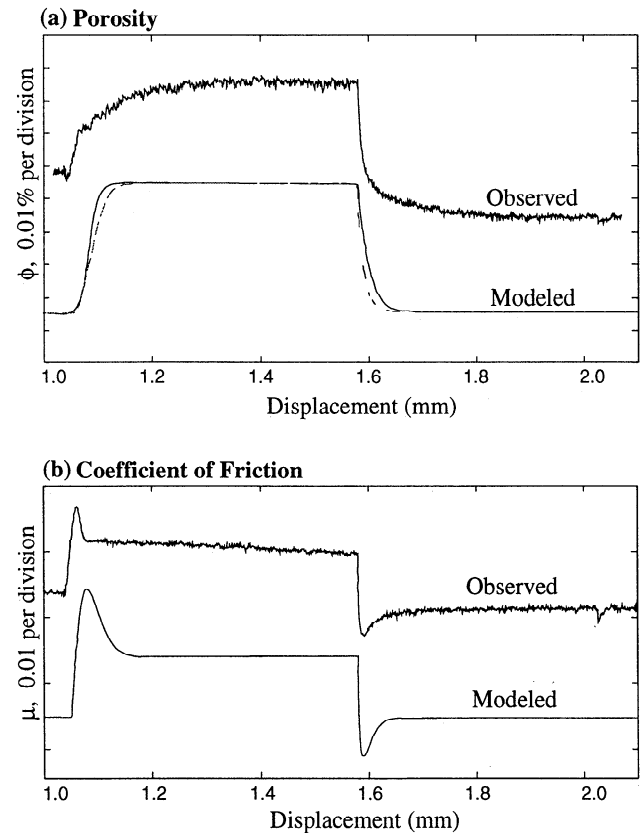 (a) Porosity
ϕ, 0.01% per division
Observed
Modeled
1.0 1.2 1.4 1.6 1.8 2.0
Displacement (mm)
(b) Coefficient of Friction
μ, 0.01 per division
Observed
Modeled
1.0 1.2 1.4 1.6 1.8 2.0
Displacement (mm)